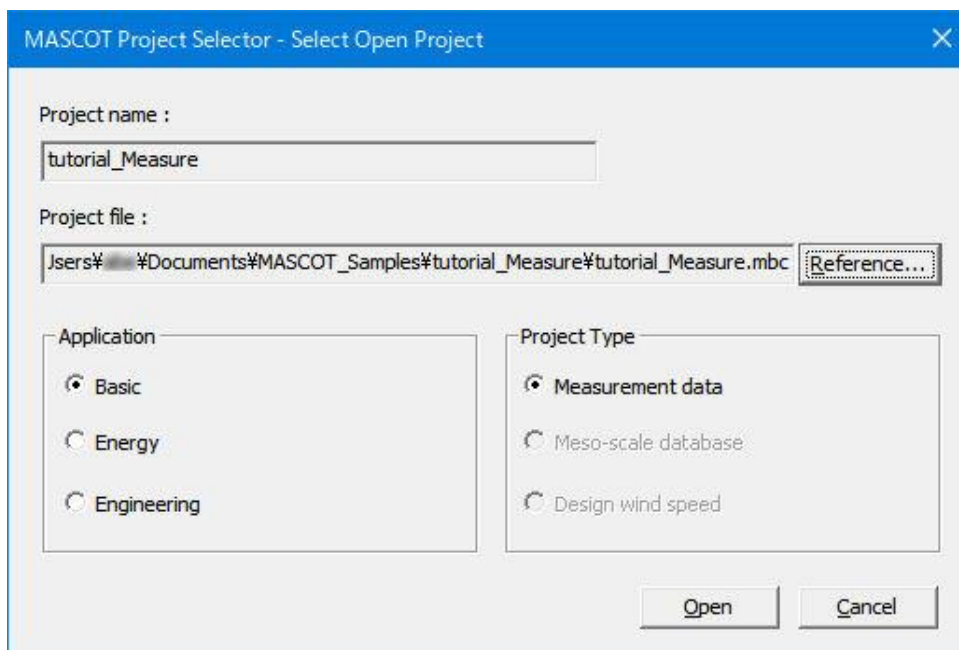 MASCOT Project Selector - Select Open Project
Project name :
tutorial_Measure
Project file :
Jsers¥ ¥Documents¥MASCOT_Samples¥tutorial_Measure¥tutorial_Measure.mbc Reference...
Application
Basic
Energy
Engineering
Project Type
Measurement data
Meso-scale database
Design wind speed
Open Cancel